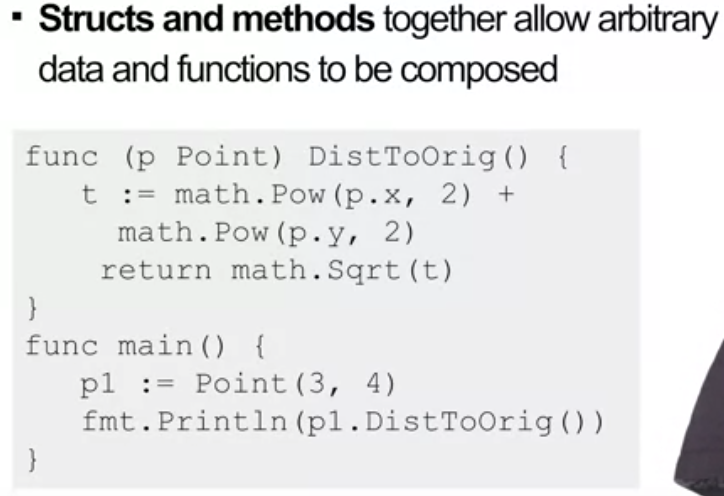 ▪ Structs and methods together allow arbitrary
data and functions to be composed
func (p Point) DistToOrig() {
t := math.Pow(p.x, 2) +
math.Pow(p.y, 2)
return math.Sqrt(t)
}
func main() {
p1 := Point(3, 4)
fmt.Println(p1.DistToOrig())
}